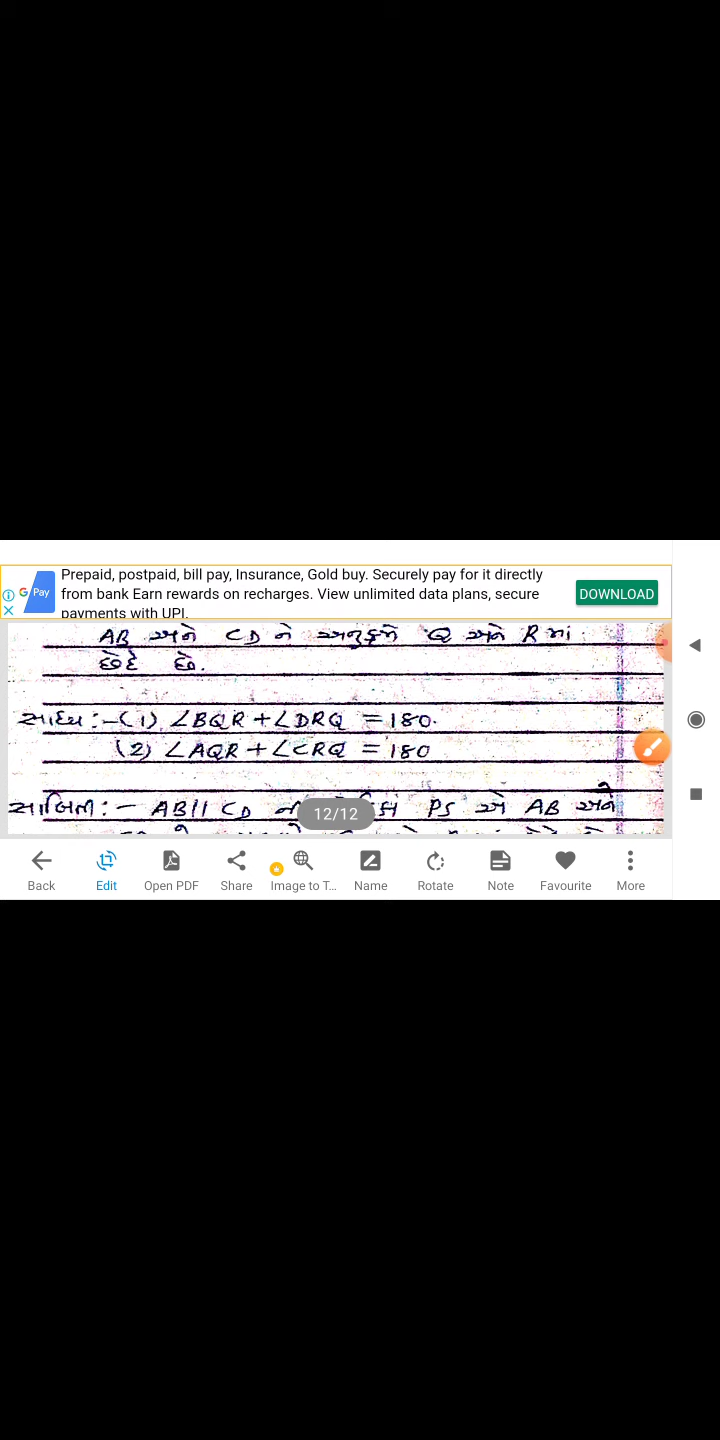 Prepaid, postpaid, bill pay, Insurance, Gold buy. Securely pay for it directly
G Pay from bank Earn rewards on recharges. View unlimited data plans, secure
payments with UPI.
DOWNLOAD
AB અને CD ને અનુક્રમે Q અને R માં
છેદે છે.
સાધ્ય :- (1) ∠BQR + ∠DRQ = 180.
(2) ∠AQR + ∠CRQ = 180
સાબિતી :- AB || CD ની PS એ AB અને
12/12
Back Edit Open PDF Share Image to T... Name Rotate Note Favourite More